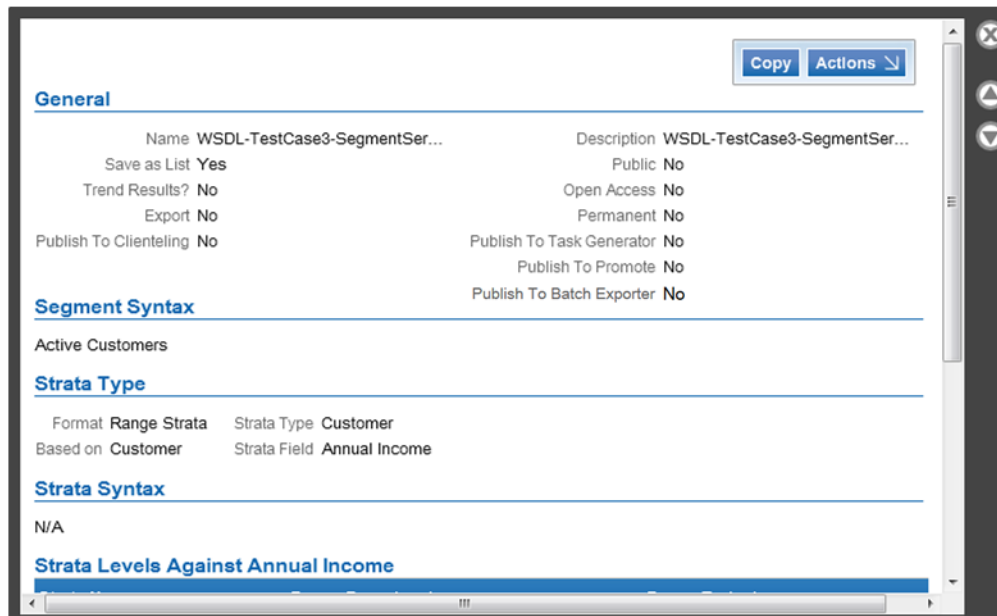 Copy Actions
General
Name WSDL-TestCase3-SegmentSer... Description WSDL-TestCase3-SegmentSer...
Save as List Yes Public No
Trend Results? No Open Access No
Export No Permanent No
Publish To Clienteling No Publish To Task Generator No
Publish To Promote No
Publish To Batch Exporter No
Segment Syntax
Active Customers
Strata Type
Format Range Strata Strata Type Customer
Based on Customer Strata Field Annual Income
Strata Syntax
N/A
Strata Levels Against Annual Income